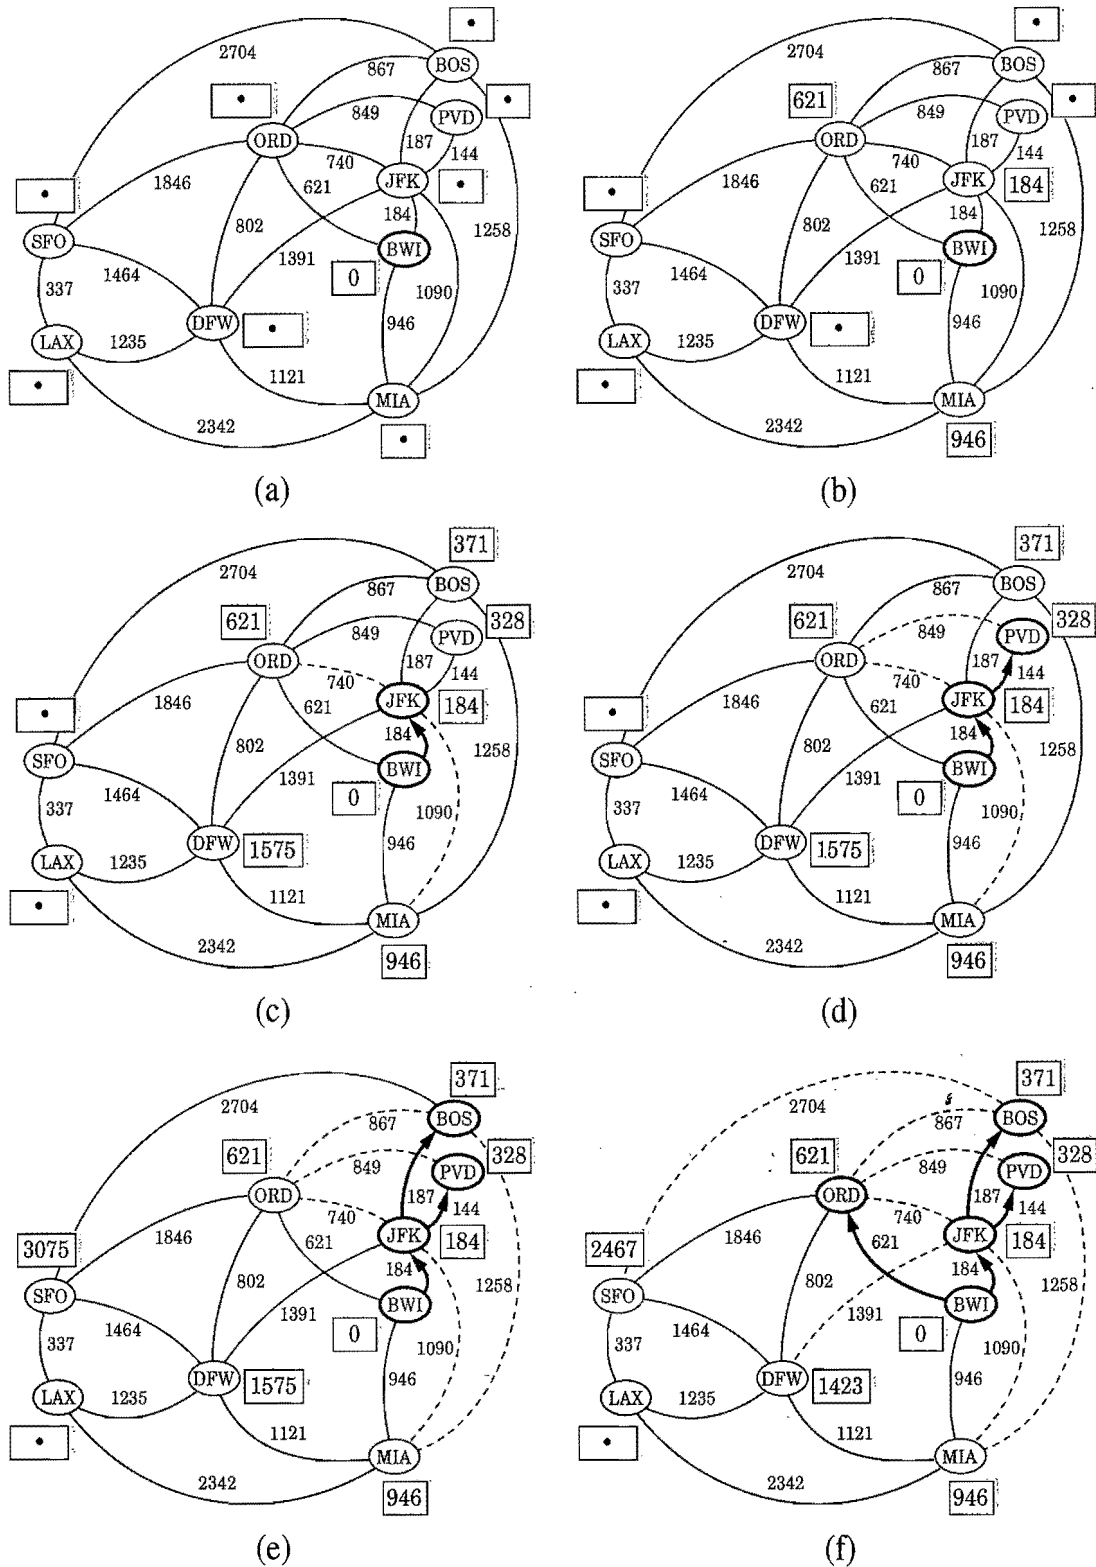 2704
BOS
867
849
PVD
ORD
187
740
144
1846
621
JFK
184
SFO
802
BWI
1258
1464
1391
0
337
1090
DFW
946
LAX
1235
1121
MIA
2342
(a)
2704
BOS
867
621
849
PVD
ORD
187
740
144
1846
621
JFK
184
184
SFO
802
BWI
1258
1464
1391
0
337
1090
DFW
946
LAX
1235
1121
MIA
2342
946
(b)
371
2704
BOS
867
621
849
PVD
328
ORD
187
740
144
1846
621
JFK
184
184
SFO
802
BWI
1258
1464
1391
0
337
1090
DFW
1575
946
LAX
1235
1121
MIA
2342
946
(c)
371
2704
BOS
867
621
849
PVD
328
ORD
187
740
144
1846
621
JFK
184
184
SFO
802
BWI
1258
1464
1391
0
337
1090
DFW
1575
946
LAX
1235
1121
MIA
2342
946
(d)
371
2704
BOS
867
621
849
PVD
328
ORD
187
740
144
1846
621
JFK
184
3075
184
SFO
802
BWI
1258
1464
1391
0
337
1090
DFW
1575
946
LAX
1235
1121
MIA
2342
946
(e)
371
2704
BOS
867
621
849
PVD
328
ORD
187
740
144
1846
621
JFK
184
2467
184
SFO
802
BWI
1258
1464
1391
0
337
1090
DFW
1423
946
LAX
1235
1121
MIA
2342
946
(f)